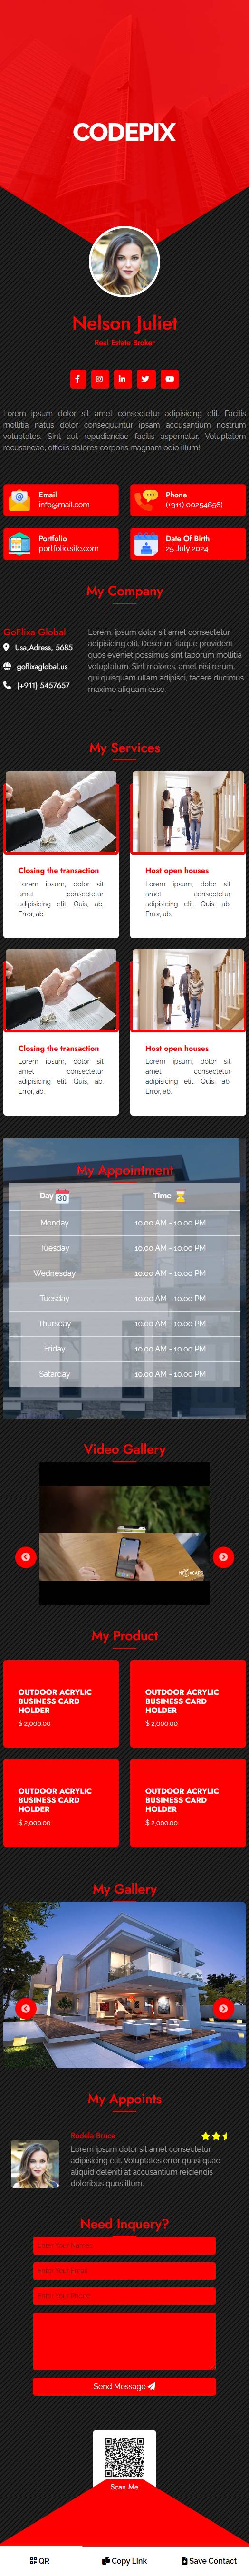 CODEPIX
Nelson Juliet
Real Estate Broker
Lorem ipsum dolor sit amet consectetur adipisicing elit. Facilis
mollitia natus dolor consequuntur ipsam accusantium nostrum
voluptates. Sint aut repudiandae facilis aspernatur. Voluptatem
recusandae, officiis dolores corporis magnam odio illum!
Email
info@mail.com
Phone
(+911) 00254856)
Portfolio
portfolio.site.com
Date Of Birth
25 July 2024
My Company
GoFlixa Global
Usa,Adress, 5685
goflixaglobal.us
(+911) 5457657
Lorem, ipsum dolor sit amet consectetur
adipisicing elit. Deserunt itaque provident
quos eveniet possimus sint laborum mollitia
voluptatum. Sint maiores, amet nisi rerum,
qui quisquam ullam adipisci, facere ducimus
maxime aliquam esse.
My Services
Closing the transaction
Lorem ipsum, dolor sit
amet consectetur
adipisicing elit. Quis, ab.
Error, ab.
Host open houses
Lorem ipsum, dolor sit
amet consectetur
adipisicing elit. Quis, ab.
Error, ab.
Closing the transaction
Lorem ipsum, dolor sit
amet consectetur
adipisicing elit. Quis, ab.
Error, ab.
Host open houses
Lorem ipsum, dolor sit
amet consectetur
adipisicing elit. Quis, ab.
Error, ab.
My Appointment
Day 30 Time
Monday 10.00 AM - 10.00 PM
Tuesday 10.00 AM - 10.00 PM
Wednesday 10.00 AM - 10.00 PM
Tuesday 10.00 AM - 10.00 PM
Thursday 10.00 AM - 10.00 PM
Friday 10.00 AM - 10.00 PM
Satarday 10.00 AM - 10.00 PM
Video Gallery
My Product
OUTDOOR ACRYLIC
BUSINESS CARD
HOLDER
$ 2,000.00
OUTDOOR ACRYLIC
BUSINESS CARD
HOLDER
$ 2,000.00
OUTDOOR ACRYLIC
BUSINESS CARD
HOLDER
$ 2,000.00
OUTDOOR ACRYLIC
BUSINESS CARD
HOLDER
$ 2,000.00
My Gallery
My Appoints
Rodela Bruce
Lorem ipsum dolor sit amet consectetur
adipisicing elit. Voluptates error quasi quae
aliquid deleniti at accusantium reiciendis
doloribus quos illum.
Need Inquery?
Send Message
Scan Me
QR
Copy Link
Save Contact